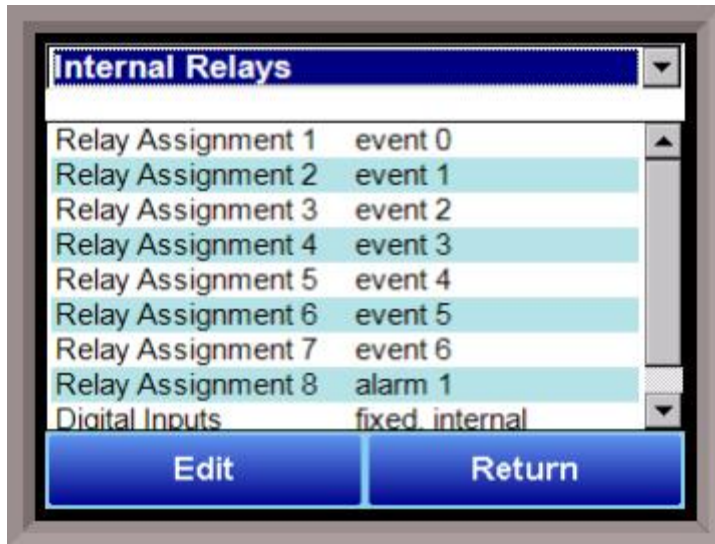 Internal Relays
Relay Assignment 1 event 0
Relay Assignment 2 event 1
Relay Assignment 3 event 2
Relay Assignment 4 event 3
Relay Assignment 5 event 4
Relay Assignment 6 event 5
Relay Assignment 7 event 6
Relay Assignment 8 alarm 1
Digital Inputs fixed, internal
Edit Return